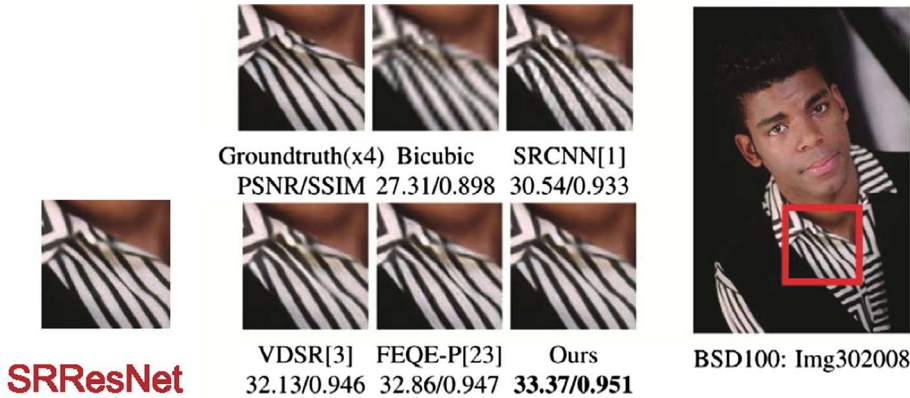 Groundtruth(x4) Bicubic SRCNN[1]
PSNR/SSIM 27.31/0.898 30.54/0.933
VDSR[3] FEQE-P[23] Ours
32.13/0.946 32.86/0.947 33.37/0.951
SRResNet
BSD100: Img302008